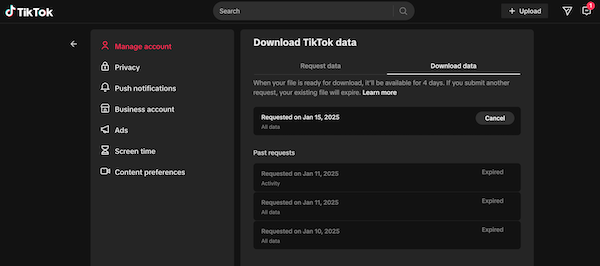 TikTok
Search
+ Upload
1
Manage account
Privacy
Push notifications
Business account
Ads
Screen time
Content preferences
Download TikTok data
Request data
Download data
When your file is ready for download, it'll be available for 4 days. If you submit another
request, your existing file will expire. Learn more
Requested on Jan 15, 2025
All data
Cancel
Past requests
Requested on Jan 11, 2025
Activity
Expired
Requested on Jan 11, 2025
All data
Expired
Requested on Jan 10, 2025
All data
Expired